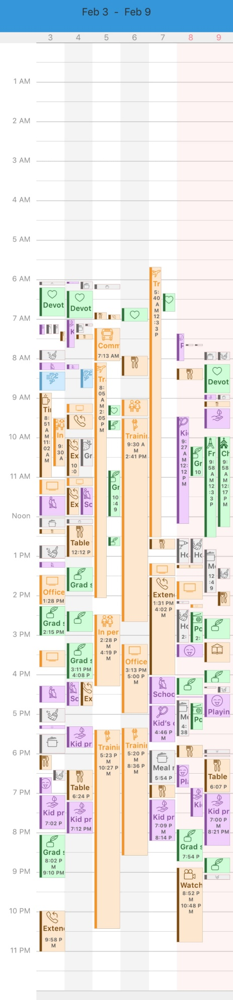 Feb 3 - Feb 9
3 4 5 6 7 8 9
1 AM
2 AM
3 AM
4 AM
5 AM
6 AM
7 AM
8 AM
9 AM
10 AM
11 AM
Noon
1 PM
2 PM
3 PM
4 PM
5 PM
6 PM
7 PM
8 PM
9 PM
10 PM
11 PM
Devot
8:
51
A
M
11:
02
A
M
In
9:
30
A
Office
1:28 PM
Grad s
2:15 PM
Kid pr
7:02 P
Grad s
8:02 P
M
9:10 PM
Exten
9:58 P
M
Devot
K
Ex
10
:0
Gr
Ex
Sc
Table
12:12 P
Grad s
Grad s
3:11 PM
4:08 P
Sc
Ex
Kid pr
Table
6:24 P
Kid pr
7:12 PM
Comm
7:13 AM
Tr
8:
05
A
M
2:
05
P
M
Gr
10
:4
9
In per
2:28 P
M
4:19 P
M
Traini
5:23 P
M
10:27 P
M
Traini
9:30 A
M
2:41 PM
Office
3:13 PM
5:00 P
M
Traini
5:20 P
M
8:36 P
M
Tr
5:
40
A
M
12
:3
3
P
Exten
1:31 PM
4:02 P
M
Schoo
Kid's c
4:46 P
M
Meal r
5:54 P
Kid pr
7:09 P
M
8:14 P
Ki
9:
27
A
M
12:
12
P
M
Gr
10
Ho
Ho
Ho
2:
Po
2:
M
4:
38
Po
Pl
Ki
Grad s
7:54 P
Watch
8:52 P
M
10:48 P
M
Devot
Fr
9:
58
A
M
12
:3
3
P
Ch
9:
58
A
M
12:
17
P
M
M
12
:4
9
Playin
Table
6:07 P
Kid pr
7:00 P
M
8:21 PM